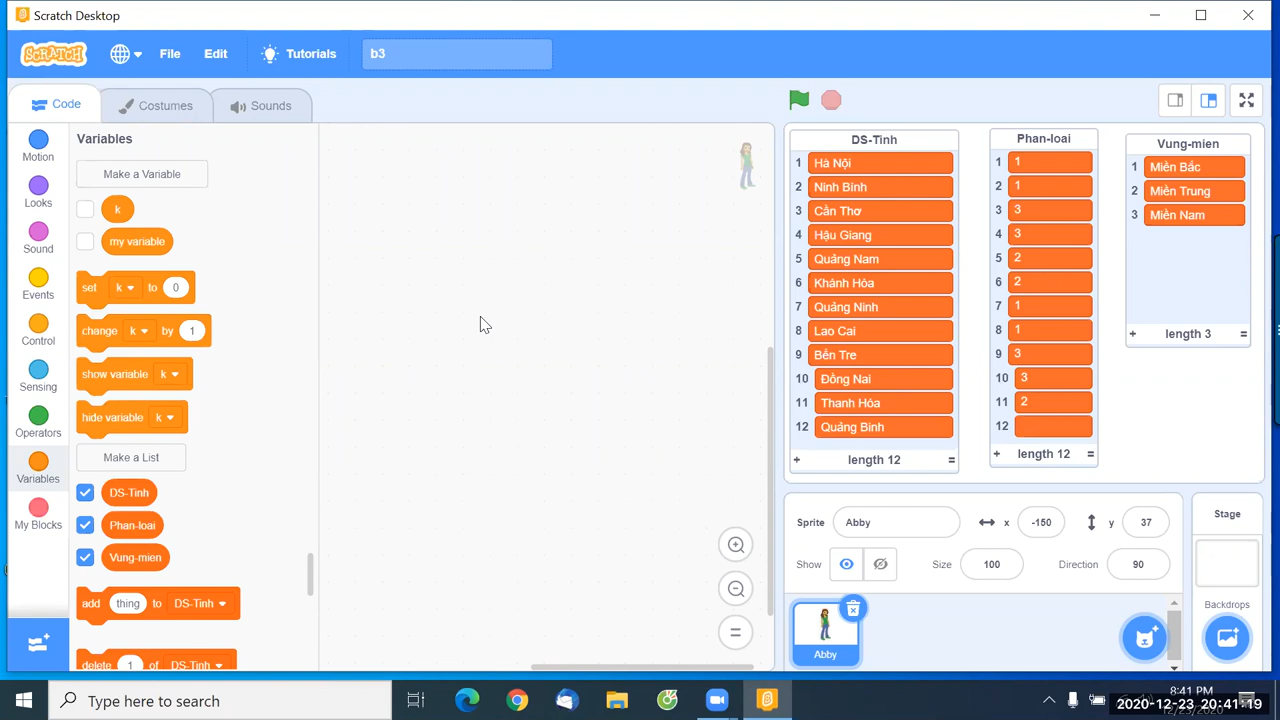 Scratch Desktop
SCRATCH
File
Edit
Tutorials
b3
Code
Costumes
Sounds
Motion
Looks
Sound
Events
Control
Sensing
Operators
Variables
My Blocks
Variables
Make a Variable
k
my variable
set k to 0
change k by 1
show variable k
hide variable k
Make a List
DS-Tỉnh
Phan-loai
Vung-mien
add thing to DS-Tỉnh
delete 1 of DS-Tỉnh
DS-Tỉnh
1 Hà Nội
2 Ninh Bình
3 Cần Thơ
4 Hậu Giang
5 Quảng Nam
6 Khánh Hòa
7 Quảng Ninh
8 Lao Cai
9 Bến Tre
10 Đồng Nai
11 Thanh Hóa
12 Quảng Bình
+ length 12 =
Phan-loai
1 1
2 1
3 3
4 3
5 2
6 2
7 1
8 1
9 3
10 3
11 2
12
+ length 12 =
Vung-mien
1 Miền Bắc
2 Miền Trung
3 Miền Nam
+ length 3 =
Sprite Abby x -150 y 37
Show Size 100 Direction 90
Abby
Stage
Backdrops
Type here to search
8:41 PM
2020-12-23 20:41:19